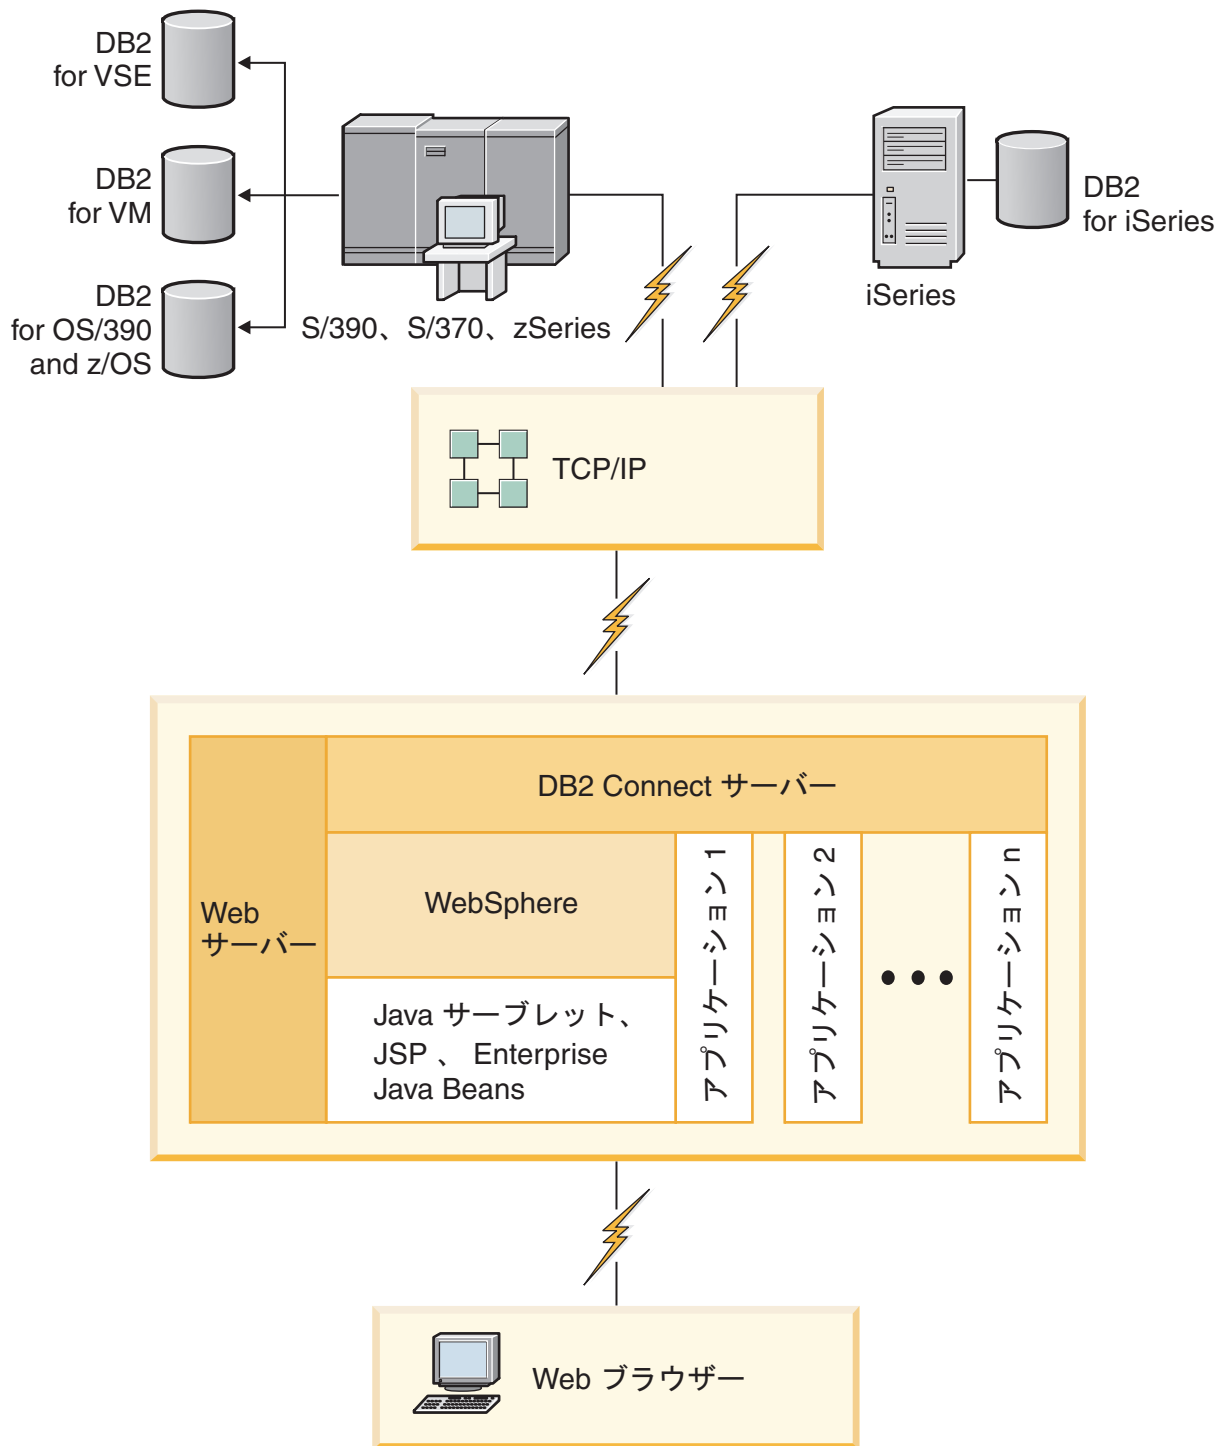 DB2
for VSE
DB2
for VM
DB2
for OS/390
and z/OS
S/390、S/370、zSeries
iSeries
DB2
for iSeries
TCP/IP
DB2 Connect サーバー
Web
サーバー
WebSphere
Java サーブレット、
JSP 、 Enterprise
Java Beans
アプリケーション 1
アプリケーション 2
アプリケーション n
Web ブラウザー